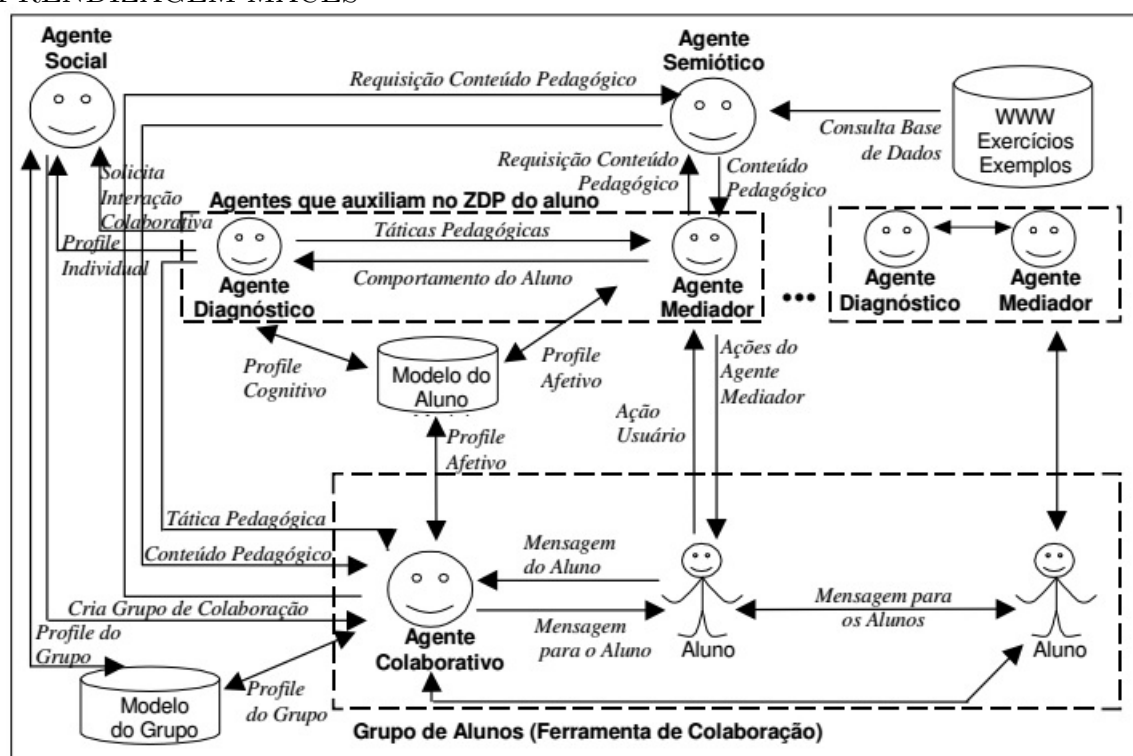 PRENDIZAGEM MACES
Agente
Social
Agente
Semiótico
Requisição Conteúdo Pedagógico
WWW
Exercícios
Exemplos
Consulta Base
de Dados
Requisição Conteúdo
Pedagógico
Conteúdo
Pedagógico
Solicita
Interação
Colaborativa
Profile
Individual
Agentes que auxiliam no ZDP do aluno
Táticas Pedagógicas
Comportamento do Aluno
Agente
Diagnóstico
Agente
Mediador
...
Agente
Diagnóstico
Agente
Mediador
Profile
Cognitivo
Modelo do
Aluno
Profile
Afetivo
Ações do
Agente
Mediador
Ação
Usuário
Profile
Afetivo
Tática Pedagógica
Conteúdo Pedagógico
Cria Grupo de Colaboração
Profile do
Grupo
Modelo
do Grupo
Profile
do Grupo
Agente
Colaborativo
Mensagem
do Aluno
Mensagem
para o Aluno
Aluno
Mensagem para
os Alunos
Aluno
Grupo de Alunos (Ferramenta de Colaboração)